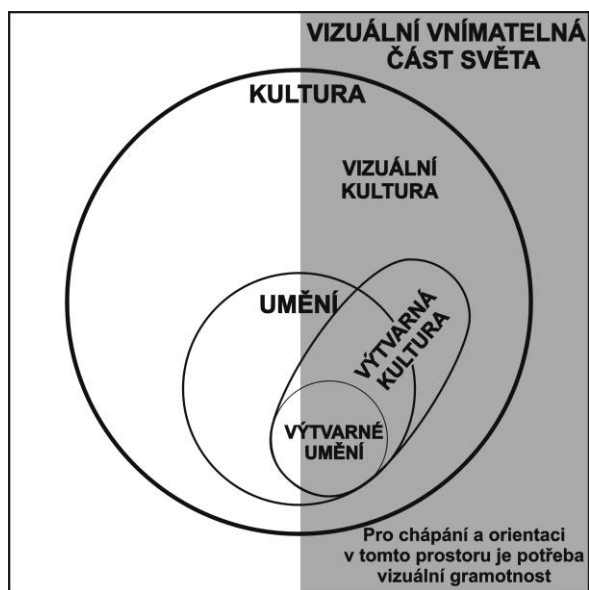 VIZUÁLNÍ VNÍMATELNÁ
ČÁST SVĚTA
KULTURA
VIZUÁLNÍ
KULTURA
UMĚNÍ
VÝTVARNÁ
KULTURA
VÝTVARNÉ
UMĚNÍ
Pro chápání a orientaci
v tomto prostoru je potřeba
vizuální gramotnost